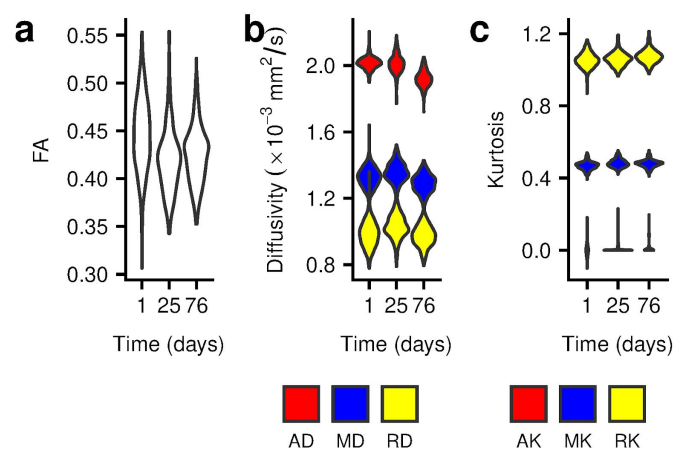 a
FA
0.55
0.50
0.45
0.40
0.35
0.30
1 25 76
Time (days)
b
Diffusivity (×10⁻³ mm²/s)
2.0
1.6
1.2
0.8
1 25 76
Time (days)
AD MD RD
c
Kurtosis
1.2
0.8
0.4
0.0
1 25 76
Time (days)
AK MK RK